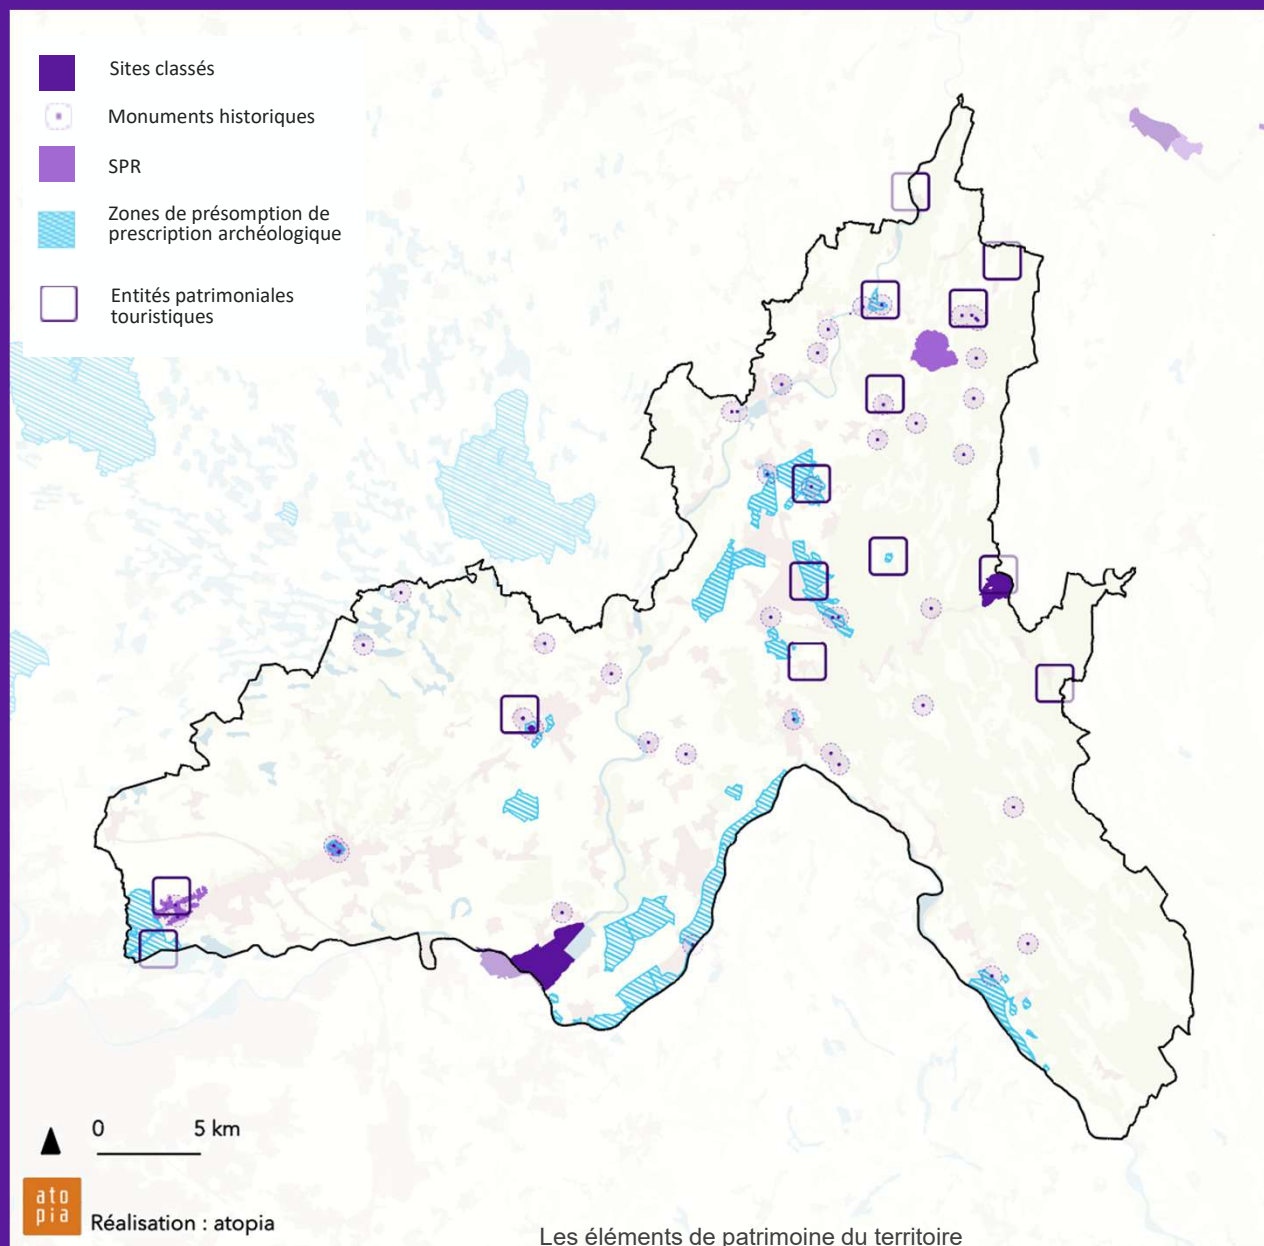 Sites classés
Monuments historiques
SPR
Zones de présomption de
prescription archéologique
Entités patrimoniales
touristiques
0 5 km
ato
pia
Réalisation : atopia
Les éléments de patrimoine du territoire